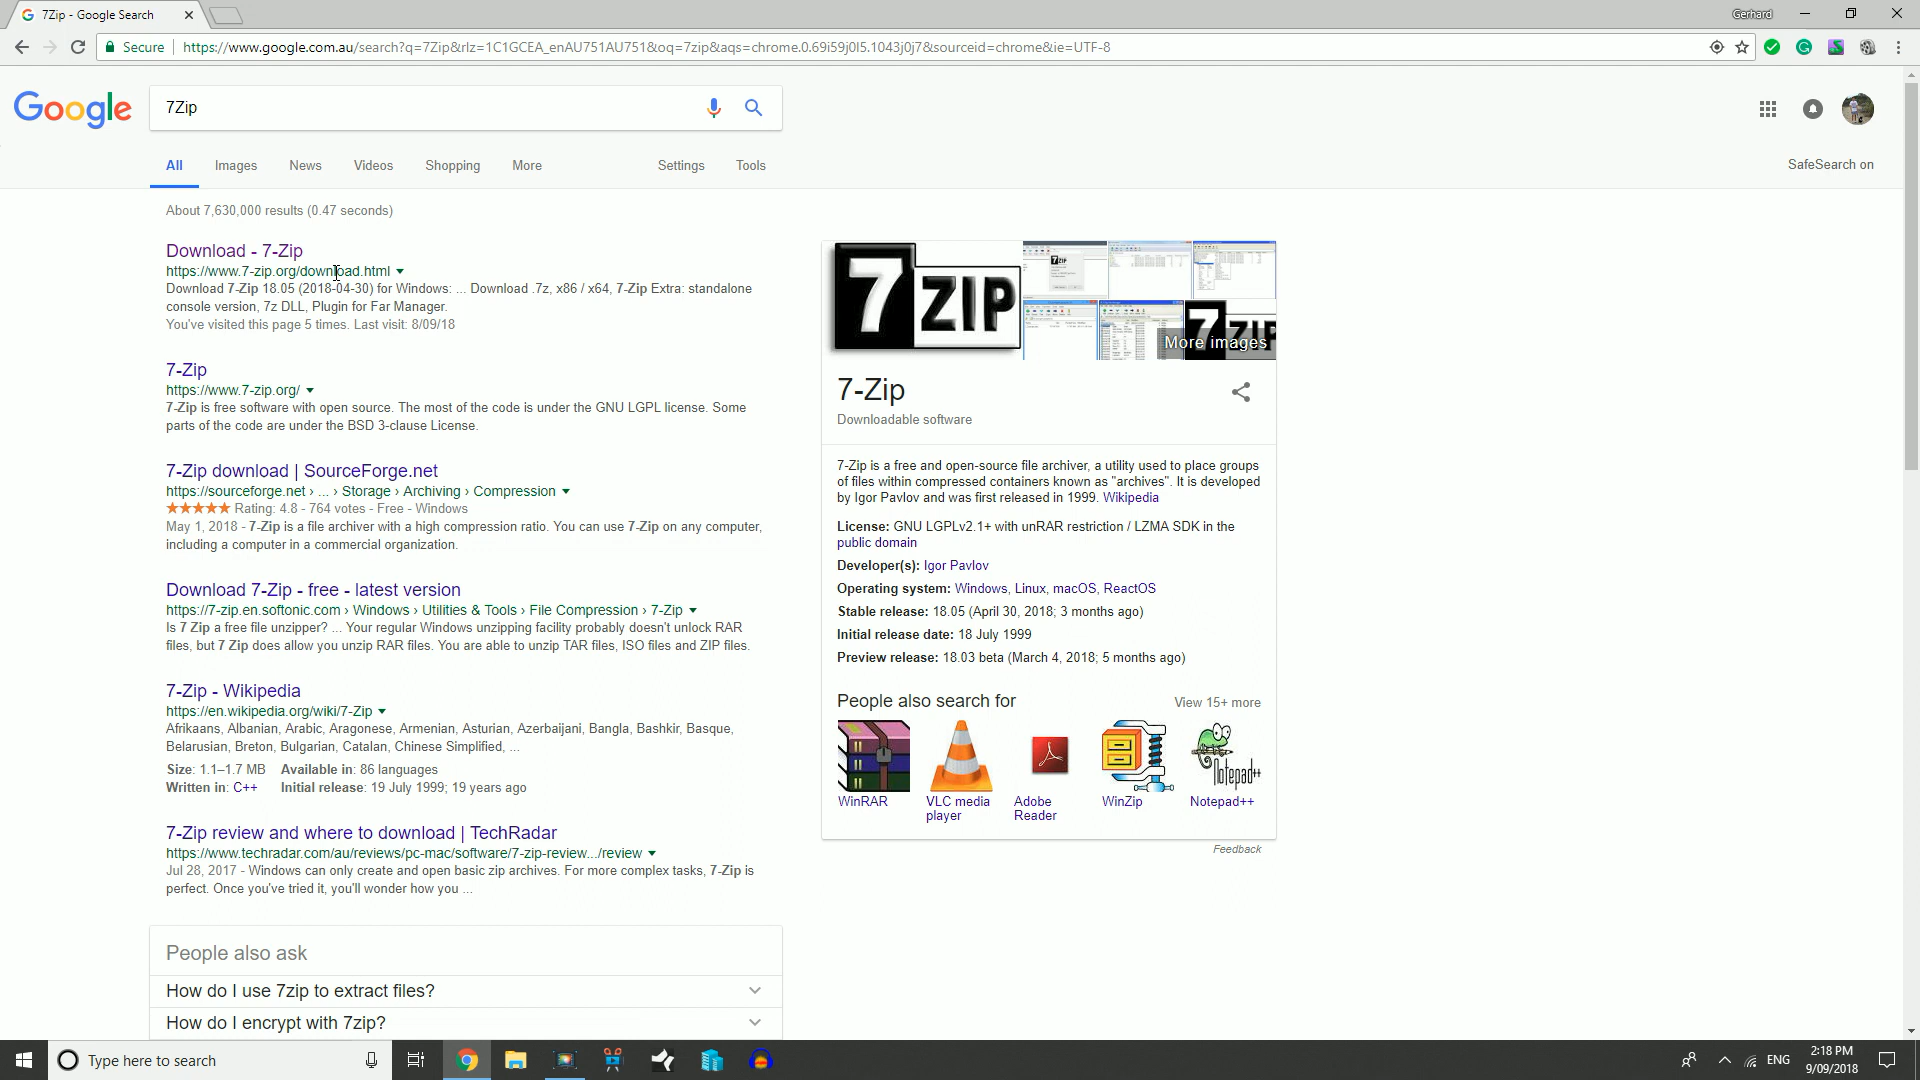 7Zip - Google Search
Gerhard
Secure
https://www.google.com.au/search?q=7Zip&rlz=1C1GCEA_enAU751AU751&oq=7zip&aqs=chrome.0.69i59j0l5.1043j0j7&sourceid=chrome&ie=UTF-8
Google
7Zip
All Images News Videos Shopping More Settings Tools
SafeSearch on
About 7,630,000 results (0.47 seconds)
Download - 7-Zip
https://www.7-zip.org/download.html
Download 7-Zip 18.05 (2018-04-30) for Windows: ... Download .7z, x86 / x64, 7-Zip Extra: standalone
console version, 7z DLL, Plugin for Far Manager.
You've visited this page 5 times. Last visit: 8/09/18
7-Zip
https://www.7-zip.org/
7-Zip is free software with open source. The most of the code is under the GNU LGPL license. Some
parts of the code are under the BSD 3-clause License.
7-Zip download | SourceForge.net
https://sourceforge.net › ... › Storage › Archiving › Compression
Rating: 4.8 - 764 votes - Free - Windows
May 1, 2018 - 7-Zip is a file archiver with a high compression ratio. You can use 7-Zip on any computer,
including a computer in a commercial organization.
Download 7-Zip - free - latest version
https://7-zip.en.softonic.com › Windows › Utilities & Tools › File Compression › 7-Zip
Is 7 Zip a free file unzipper? ... Your regular Windows unzipping facility probably doesn't unlock RAR
files, but 7 Zip does allow you unzip RAR files. You are able to unzip TAR files, ISO files and ZIP files.
7-Zip - Wikipedia
https://en.wikipedia.org/wiki/7-Zip
Afrikaans, Albanian, Arabic, Aragonese, Armenian, Asturian, Azerbaijani, Bangla, Bashkir, Basque,
Belarusian, Breton, Bulgarian, Catalan, Chinese Simplified, ...
Size: 1.1–1.7 MB Available in: 86 languages
Written in: C++ Initial release: 19 July 1999; 19 years ago
7-Zip review and where to download | TechRadar
https://www.techradar.com/au/reviews/pc-mac/software/7-zip-review.../review
Jul 28, 2017 - Windows can only create and open basic zip archives. For more complex tasks, 7-Zip is
perfect. Once you've tried it, you'll wonder how you ...
People also ask
How do I use 7zip to extract files?
How do I encrypt with 7zip?
7ZIP
7ZIP
7 ZIP
More images
7-Zip
Downloadable software
7-Zip is a free and open-source file archiver, a utility used to place groups
of files within compressed containers known as "archives". It is developed
by Igor Pavlov and was first released in 1999. Wikipedia
License: GNU LGPLv2.1+ with unRAR restriction / LZMA SDK in the
public domain
Developer(s): Igor Pavlov
Operating system: Windows, Linux, macOS, ReactOS
Stable release: 18.05 (April 30, 2018; 3 months ago)
Initial release date: 18 July 1999
Preview release: 18.03 beta (March 4, 2018; 5 months ago)
People also search for
View 15+ more
Notepad++
WinRAR
VLC media
player
Adobe
Reader
WinZip
Notepad++
Feedback
Type here to search
ENG
2:18 PM
9/09/2018